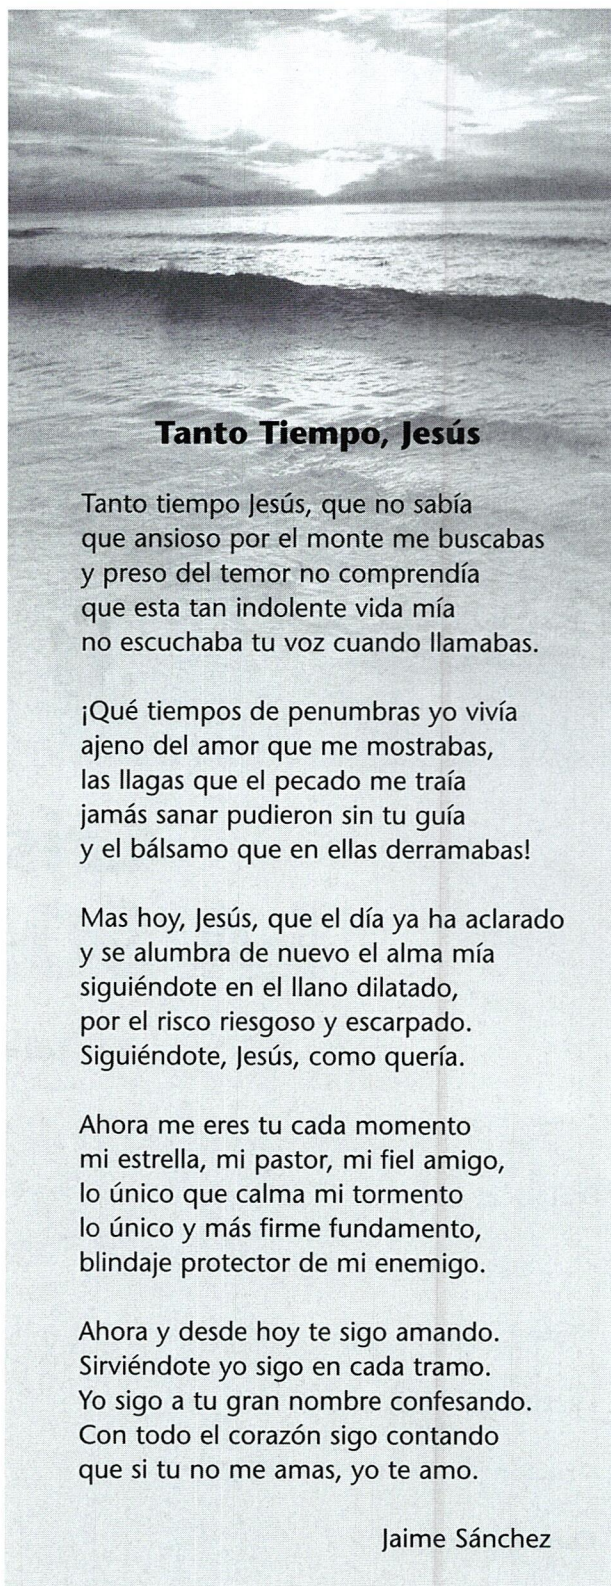 Tanto Tiempo, Jesús
Tanto tiempo Jesús, que no sabía
que ansioso por el monte me buscabas
y preso del temor no comprendía
que esta tan indolente vida mía
no escuchaba tu voz cuando llamabas.
¡Qué tiempos de penumbras yo vivía
ajeno del amor que me mostrabas,
las llagas que el pecado me traía
jamás sanar pudieron sin tu guía
y el bálsamo que en ellas derramabas!
Mas hoy, Jesús, que el día ya ha aclarado
y se alumbra de nuevo el alma mía
siguiéndote en el llano dilatado,
por el risco riesgoso y escarpado.
Siguiéndote, Jesús, como quería.
Ahora me eres tu cada momento
mi estrella, mi pastor, mi fiel amigo,
lo único que calma mi tormento
lo único y más firme fundamento,
blindaje protector de mi enemigo.
Ahora y desde hoy te sigo amando.
Sirviéndote yo sigo en cada tramo.
Yo sigo a tu gran nombre confesando.
Con todo el corazón sigo contando
que si tu no me amas, yo te amo.
Jaime Sánchez